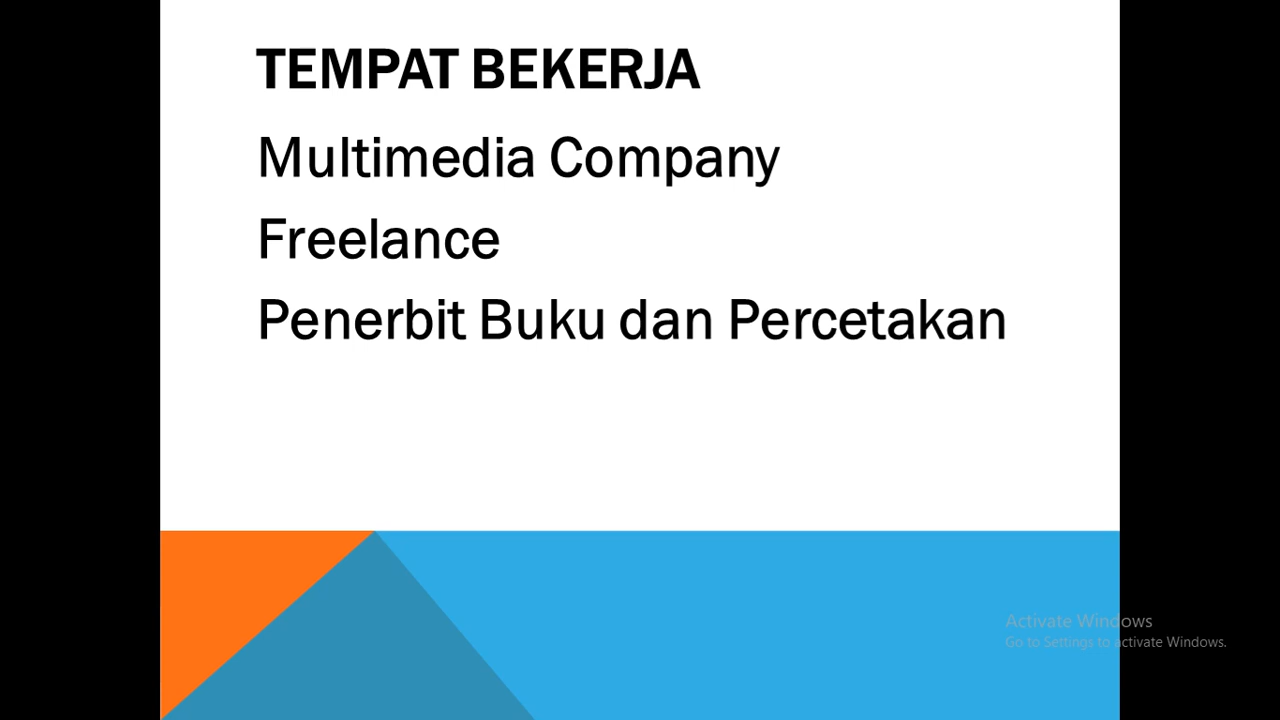 TEMPAT BEKERJA
Multimedia Company
Freelance
Penerbit Buku dan Percetakan
Activate Windows
Go to Settings to activate Windows.